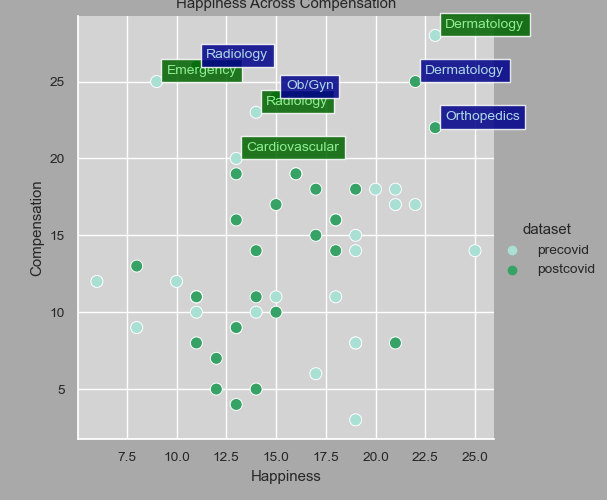 Happiness Across Compensation
Dermatology
Radiology
Emergency
Dermatology
Ob/Gyn
Radiology
Orthopedics
Cardiovascular
25
20
15
10
5
Compensation
7.5 10.0 12.5 15.0 17.5 20.0 22.5 25.0
Happiness
dataset
precovid
postcovid